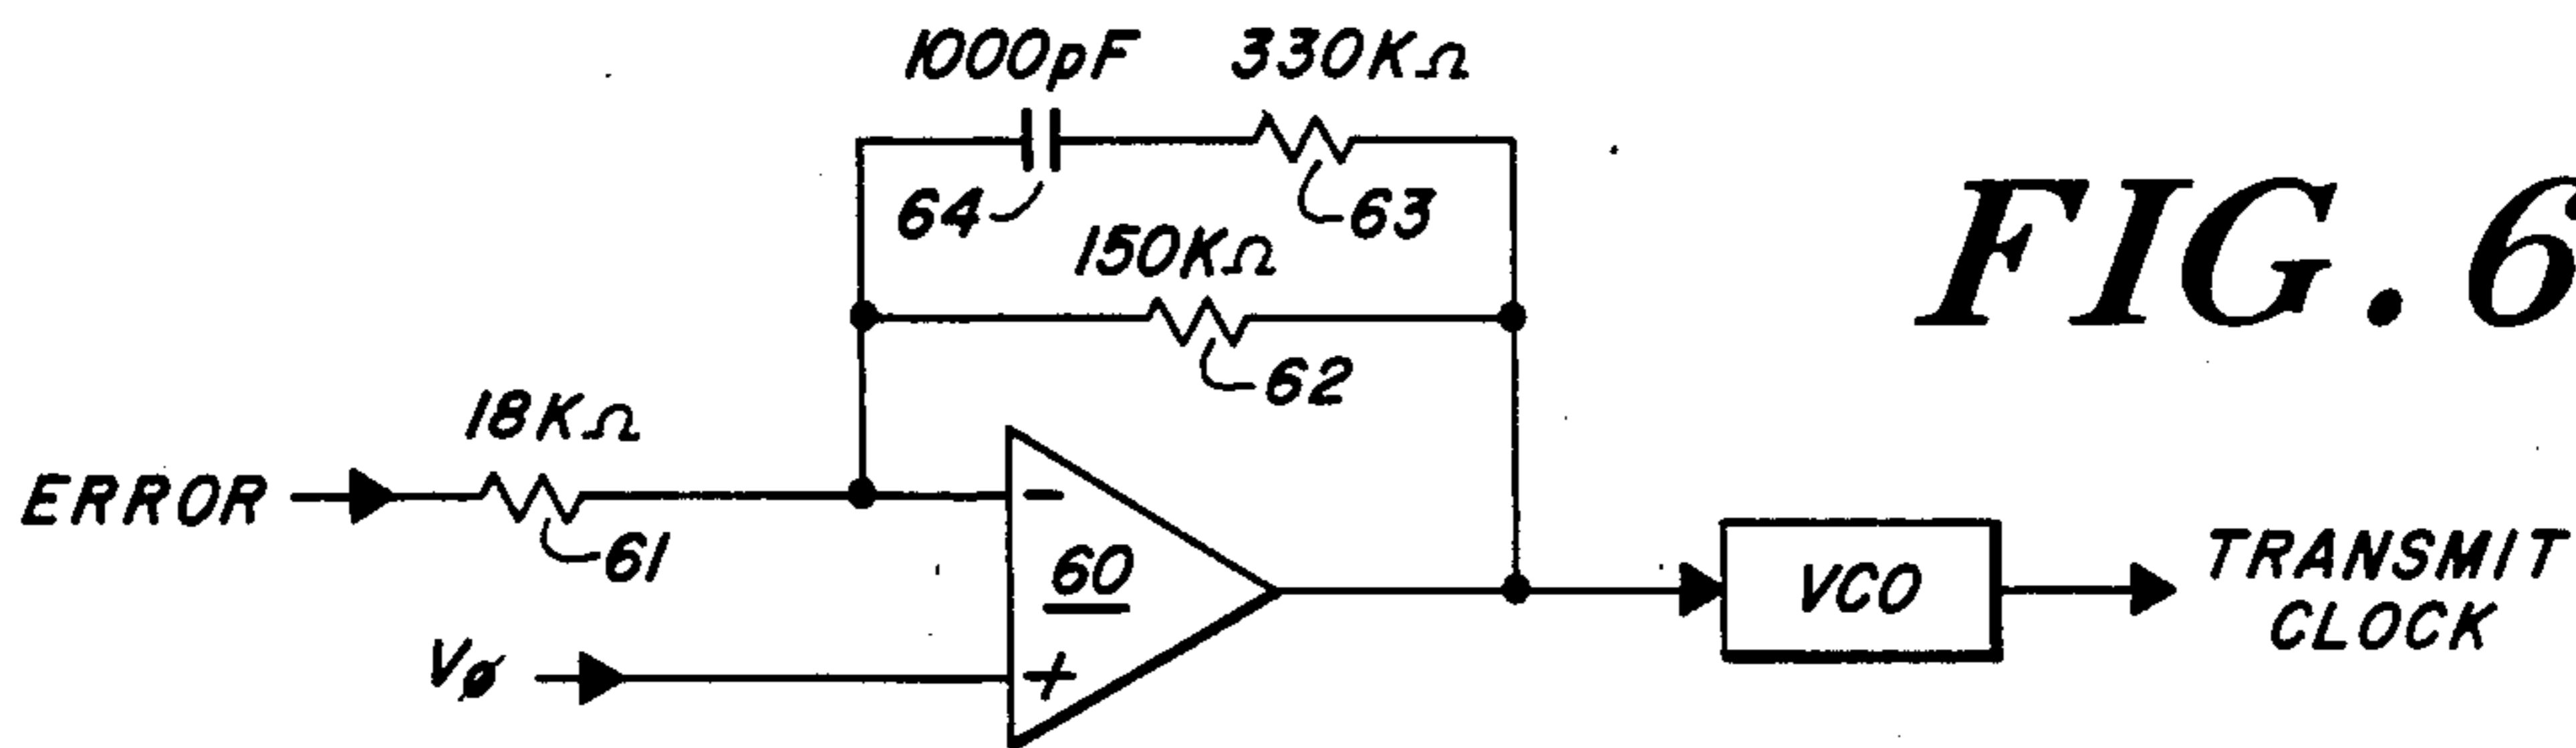 1000pF 330KΩ
64 63
150KΩ
62
18KΩ
ERROR
61
Vø
-
60
+
VCO
TRANSMIT
CLOCK
FIG. 6